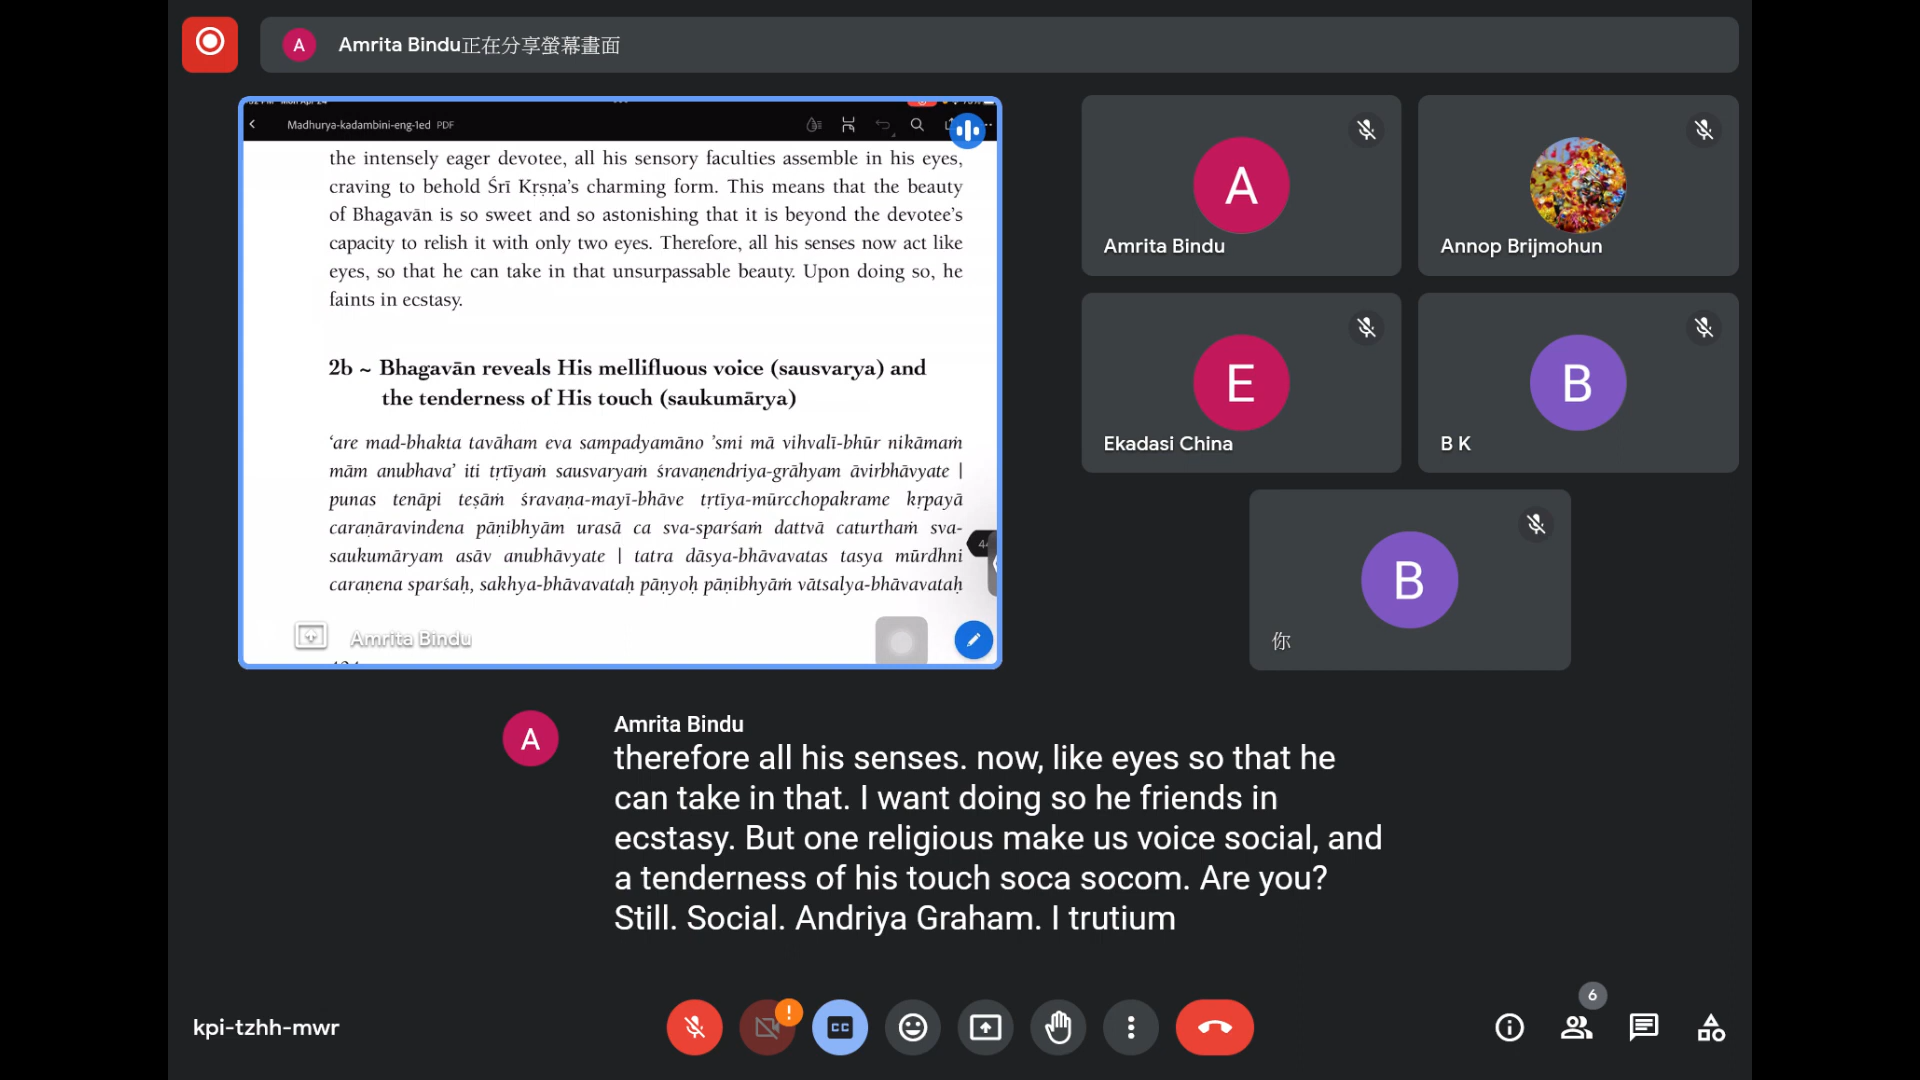 A Amrita Bindu正在分享螢幕畫面
Madhurya-kadambini-eng-1ed PDF
the intensely eager devotee, all his sensory faculties assemble in his eyes,
craving to behold Śrī Kṛṣṇa’s charming form. This means that the beauty
of Bhagavān is so sweet and so astonishing that it is beyond the devotee’s
capacity to relish it with only two eyes. Therefore, all his senses now act like
eyes, so that he can take in that unsurpassable beauty. Upon doing so, he
faints in ecstasy.
2b ~ Bhagavān reveals His mellifluous voice (sausvarya) and
the tenderness of His touch (saukumārya)
‘are mad-bhakta tavāham eva sampadyamāno ’smi mā vihvalī-bhūr nikāmaṁ
mām anubhava’ iti tṛtīyaṁ sausvaryaṁ śravaṇendriya-grāhyam āvirbhāvyate |
punas tenāpi teṣāṁ śravaṇa-mayī-bhāve tṛtīya-mūrcchopakrame kṛpayā
caraṇāravindena pāṇibhyām urasā ca sva-sparśaṁ dattvā caturthaṁ sva-
saukumāryam asāv anubhāvyate | tatra dāsya-bhāvavatas tasya mūrdhni
caraṇena sparśaḥ, sakhya-bhāvavataḥ pāṇyoḥ pāṇibhyāṁ vātsalya-bhāvavataḥ
Amrita Bindu
A
Amrita Bindu
Annop Brijmohun
E
Ekadasi China
B
B K
B
你
A
Amrita Bindu
therefore all his senses. now, like eyes so that he
can take in that. I want doing so he friends in
ecstasy. But one religious make us voice social, and
a tenderness of his touch soca socom. Are you?
Still. Social. Andriya Graham. I trutium
kpi-tzhh-mwr
CC
6